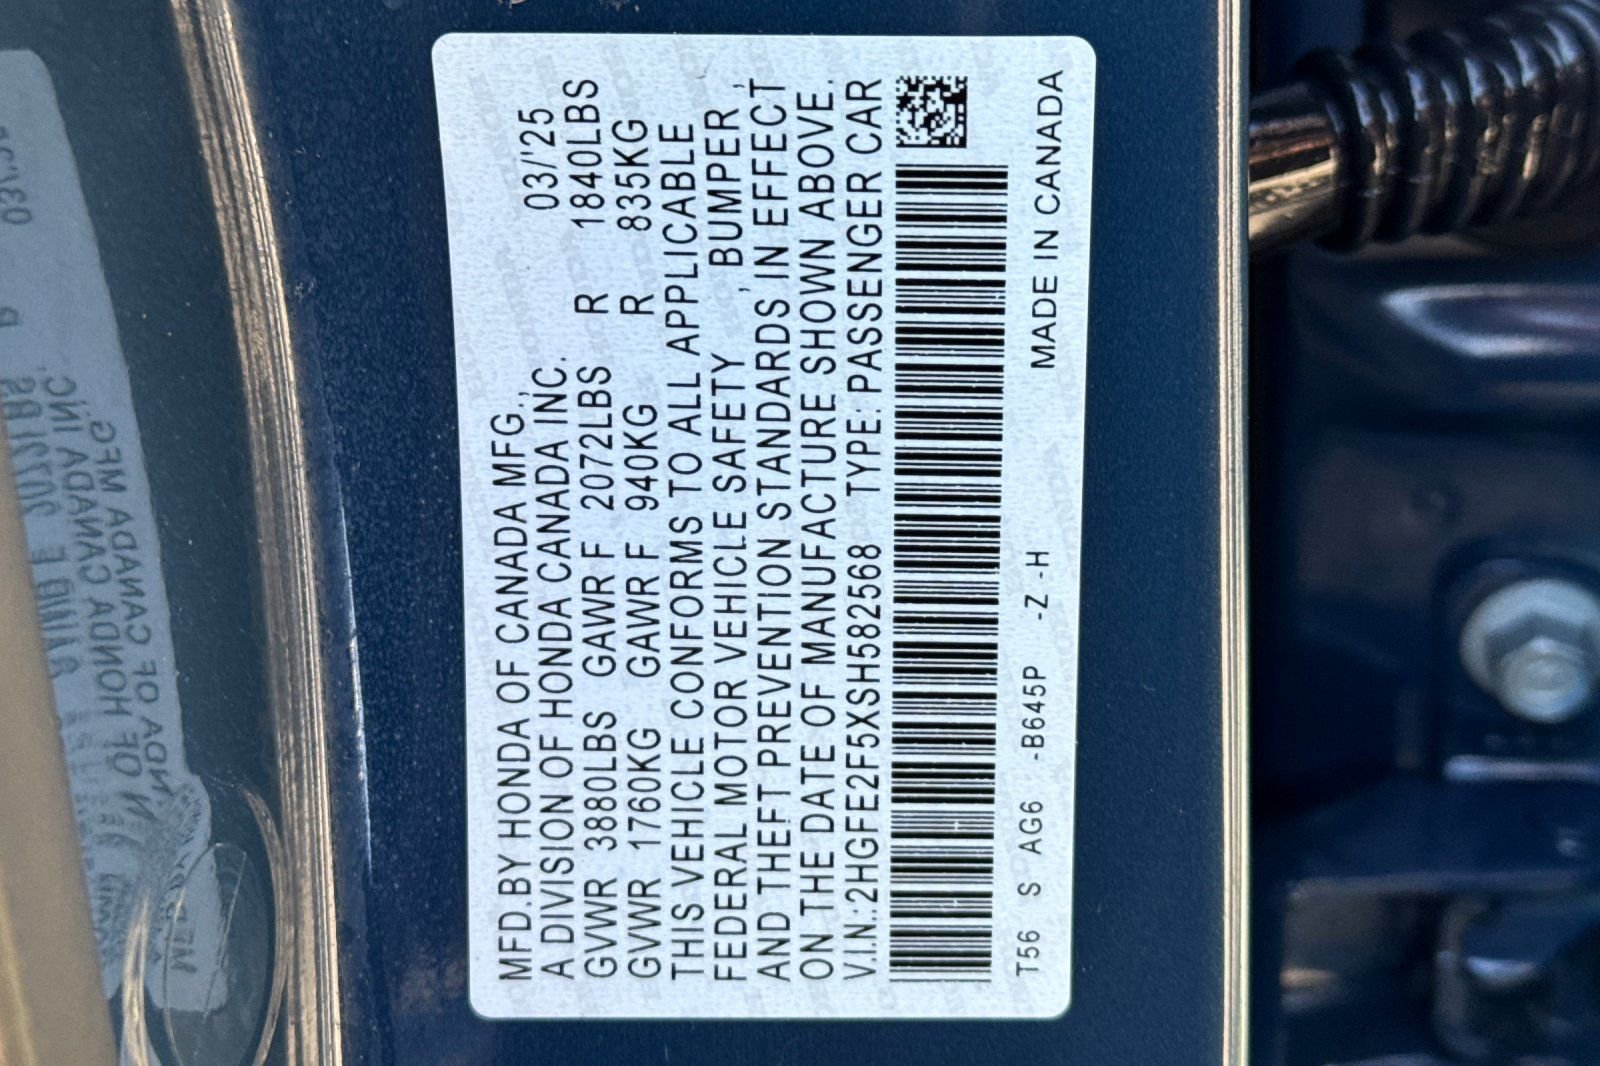 MFD.BY HONDA OF CANADA MFG., 03/'25
A DIVISION OF HONDA CANADA INC.
GVWR 3880LBS GAWR F 2072LBS R 1840LBS
GVWR 1760KG GAWR F 940KG R 835KG
THIS VEHICLE CONFORMS TO ALL APPLICABLE
FEDERAL MOTOR VEHICLE SAFETY , BUMPER ,
AND THEFT PREVENTION STANDARDS IN EFFECT
ON THE DATE OF MANUFACTURE SHOWN ABOVE.
V.I.N.:2HGFE2F5XSH582568 TYPE: PASSENGER CAR
T56 S AG6 -B645P -Z -H MADE IN CANADA